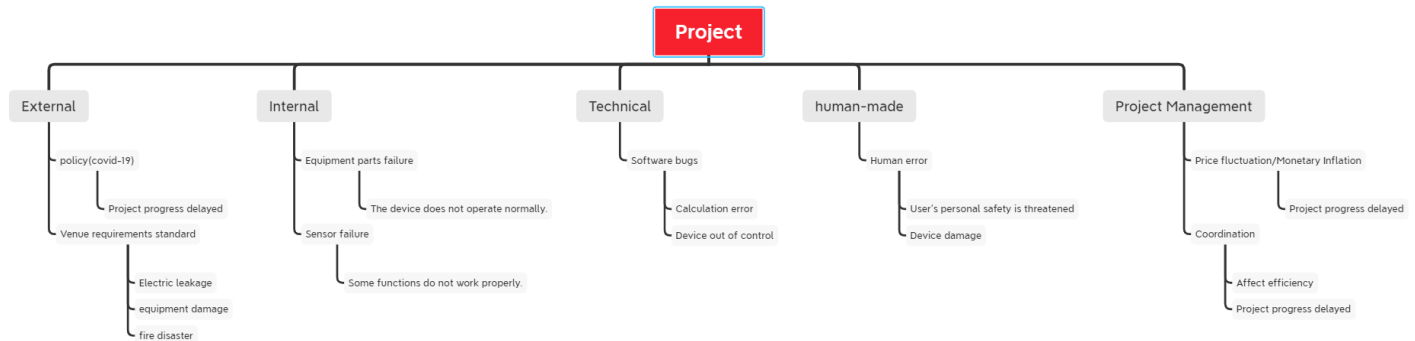 Project
External
Internal
Technical
human-made
Project Management
policy(covid-19)
Project progress delayed
Venue requirements standard
Electric leakage
equipment damage
fire disaster
Equipment parts failure
The device does not operate normally.
Sensor failure
Some functions do not work properly.
Software bugs
Calculation error
Device out of control
Human error
User's personal safety is threatened
Device damage
Price fluctuation/Monetary Inflation
Project progress delayed
Coordination
Affect efficiency
Project progress delayed